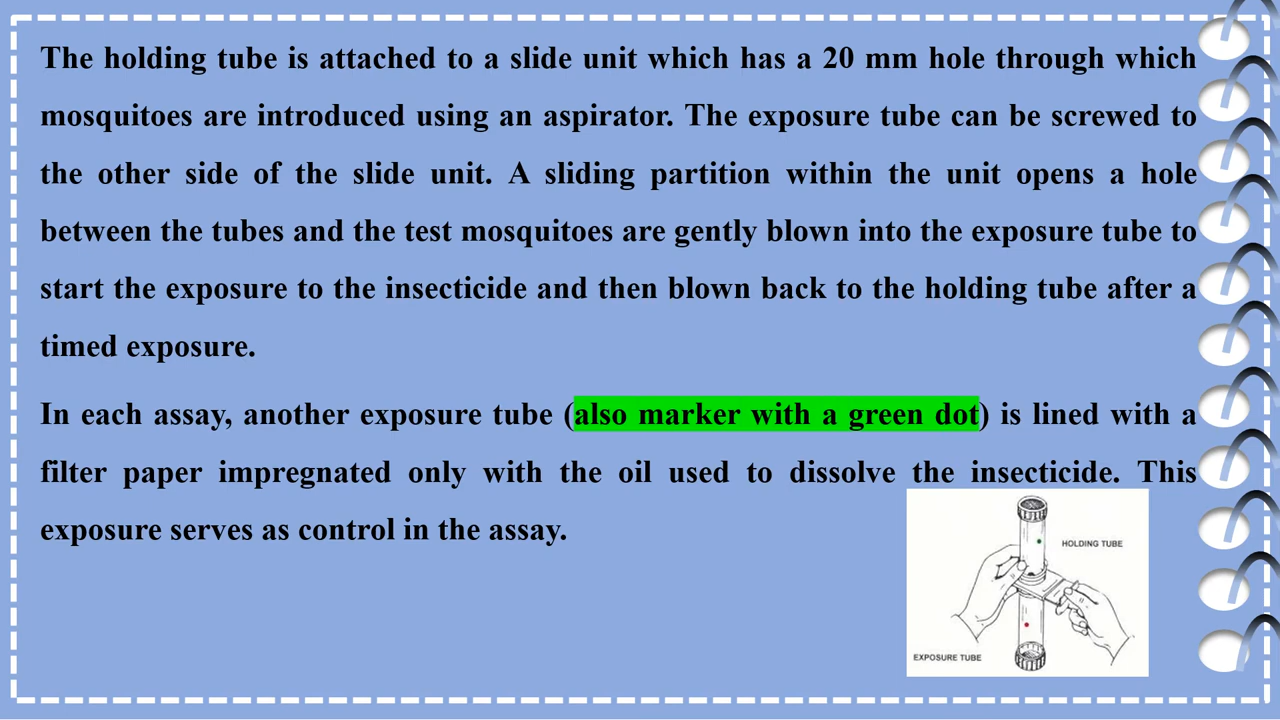 The holding tube is attached to a slide unit which has a 20 mm hole through which
mosquitoes are introduced using an aspirator. The exposure tube can be screwed to
the other side of the slide unit. A sliding partition within the unit opens a hole
between the tubes and the test mosquitoes are gently blown into the exposure tube to
start the exposure to the insecticide and then blown back to the holding tube after a
timed exposure.
In each assay, another exposure tube (also marker with a green dot) is lined with a
filter paper impregnated only with the oil used to dissolve the insecticide. This
exposure serves as control in the assay.
HOLDING TUBE
EXPOSURE TUBE